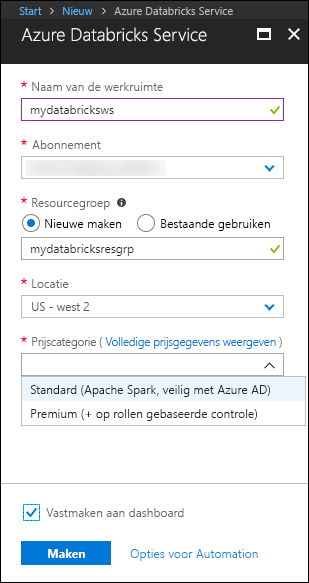 Start > Nieuw > Azure Databricks Service
Azure Databricks Service
* Naam van de werkruimte
mydatabricksws
* Abonnement
* Resourcegroep
Nieuwe maken Bestaande gebruiken
mydatabricksresgrp
* Locatie
US - west 2
* Prijscategorie ( Volledige prijsgegevens weergeven )
Standard (Apache Spark, veilig met Azure AD)
Premium (+ op rollen gebaseerde controle)
Vastmaken aan dashboard
Maken Opties voor Automation